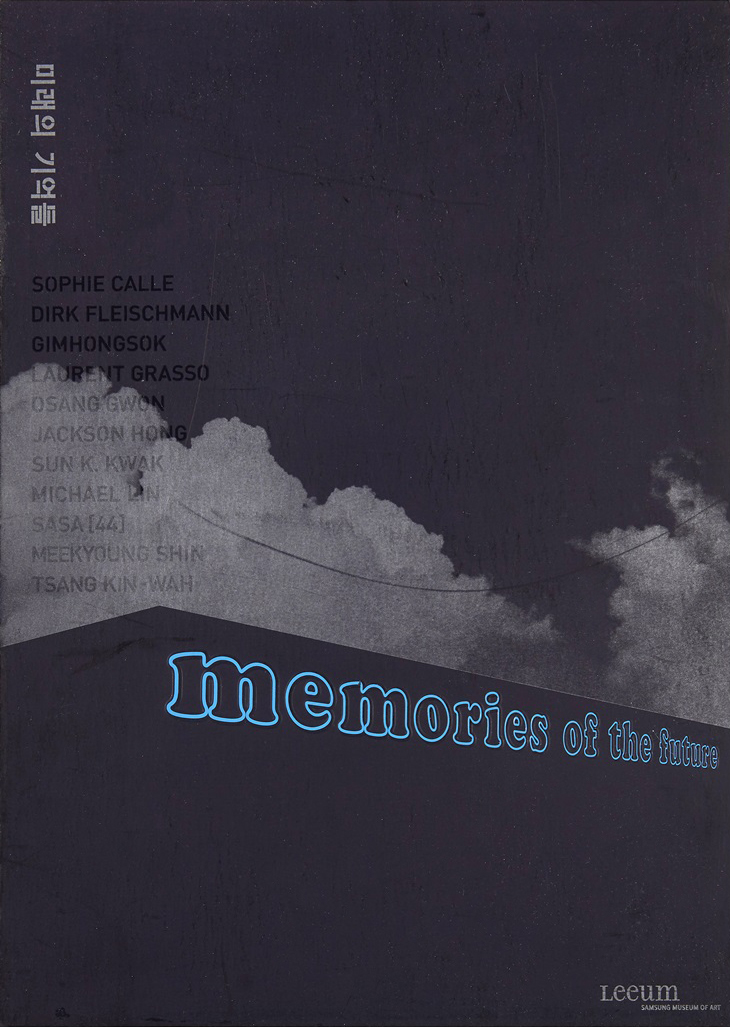 미래의 기억들
SOPHIE CALLE
DIRK FLEISCHMANN
GIMHONGSOK
LAURENT GRASSO
OSANG GWON
JACKSON HONG
SUN K. KWAK
MICHAEL LIN
SASA [44]
MEEKYOUNG SHIN
TSANG KIN-WAH
memories of the future
Leeum
SAMSUNG MUSEUM OF ART